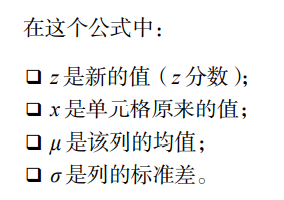 在这个公式中：
❑ z 是新的值（z 分数）；
❑ x 是单元格原来的值；
❑ μ 是该列的均值；
❑ σ 是列的标准差。